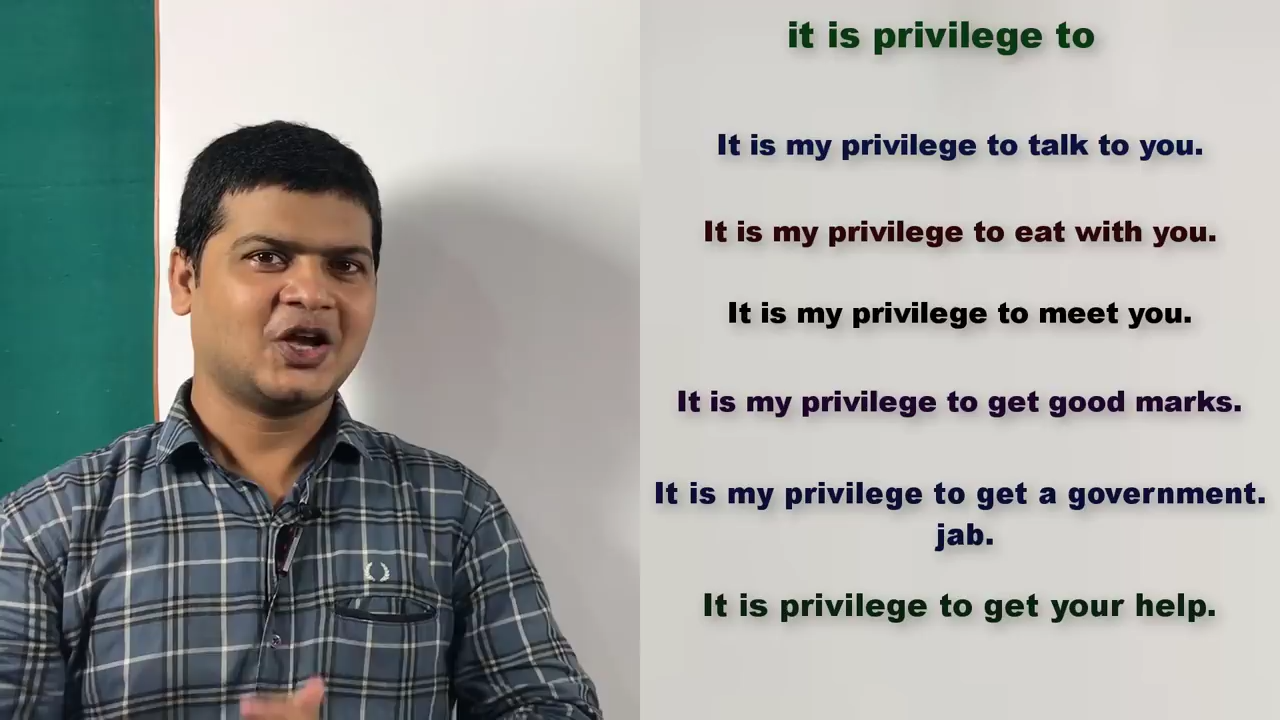 it is privilege to
It is my privilege to talk to you.
It is my privilege to eat with you.
It is my privilege to meet you.
It is my privilege to get good marks.
It is my privilege to get a government.
jab.
It is privilege to get your help.